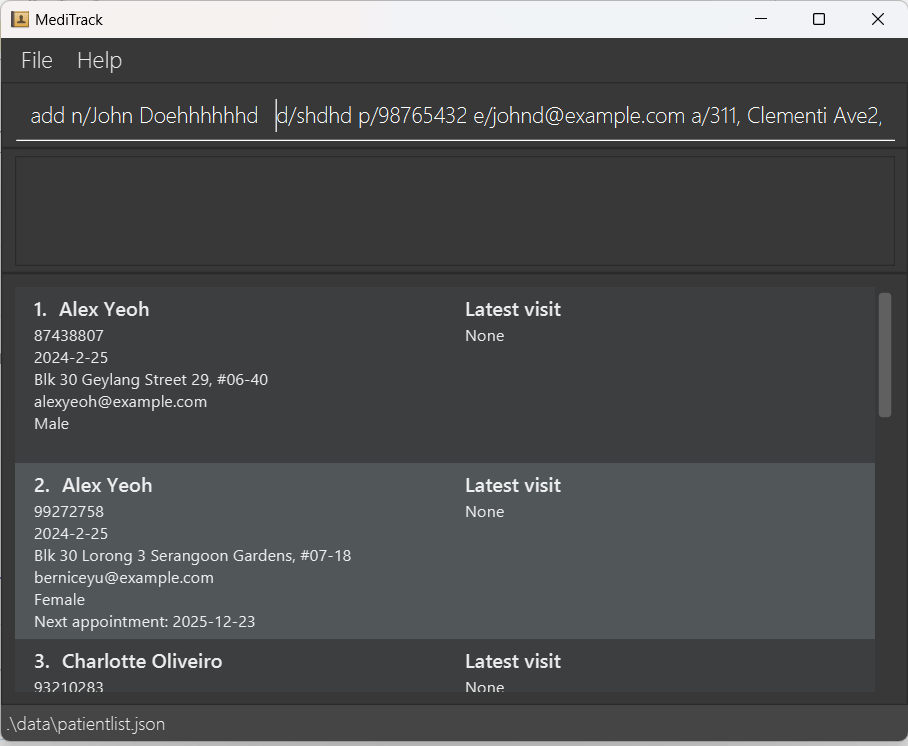 MediTrack
File Help
add n/John Doehhhhhhd d/shdhd p/98765432 e/johnd@example.com a/311, Clementi Ave2,
1. Alex Yeoh
87438807
2024-2-25
Blk 30 Geylang Street 29, #06-40
alexyeoh@example.com
Male
Latest visit
None
2. Alex Yeoh
99272758
2024-2-25
Blk 30 Lorong 3 Serangoon Gardens, #07-18
berniceyu@example.com
Female
Next appointment: 2025-12-23
Latest visit
None
3. Charlotte Oliveiro
93210283
Latest visit
None
.\data\patientlist.json